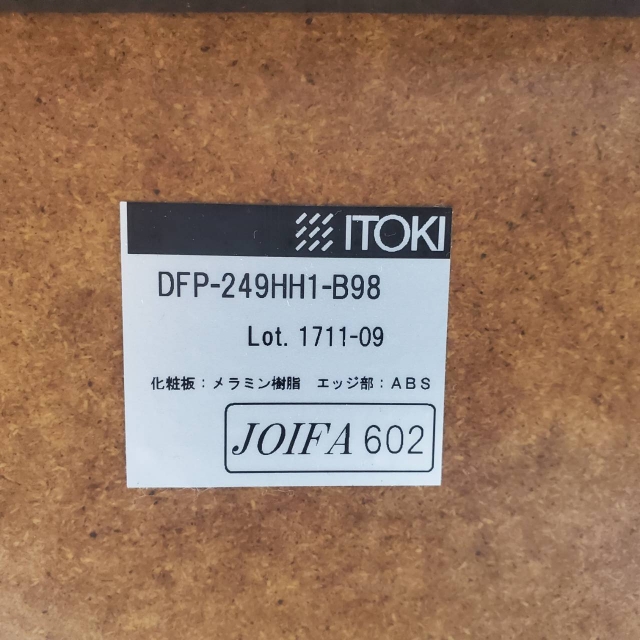 ITOKI
DFP-249HH1-B98
Lot. 1711-09
化粧板：メラミン樹脂　エッジ部：ABS
JOIFA 602